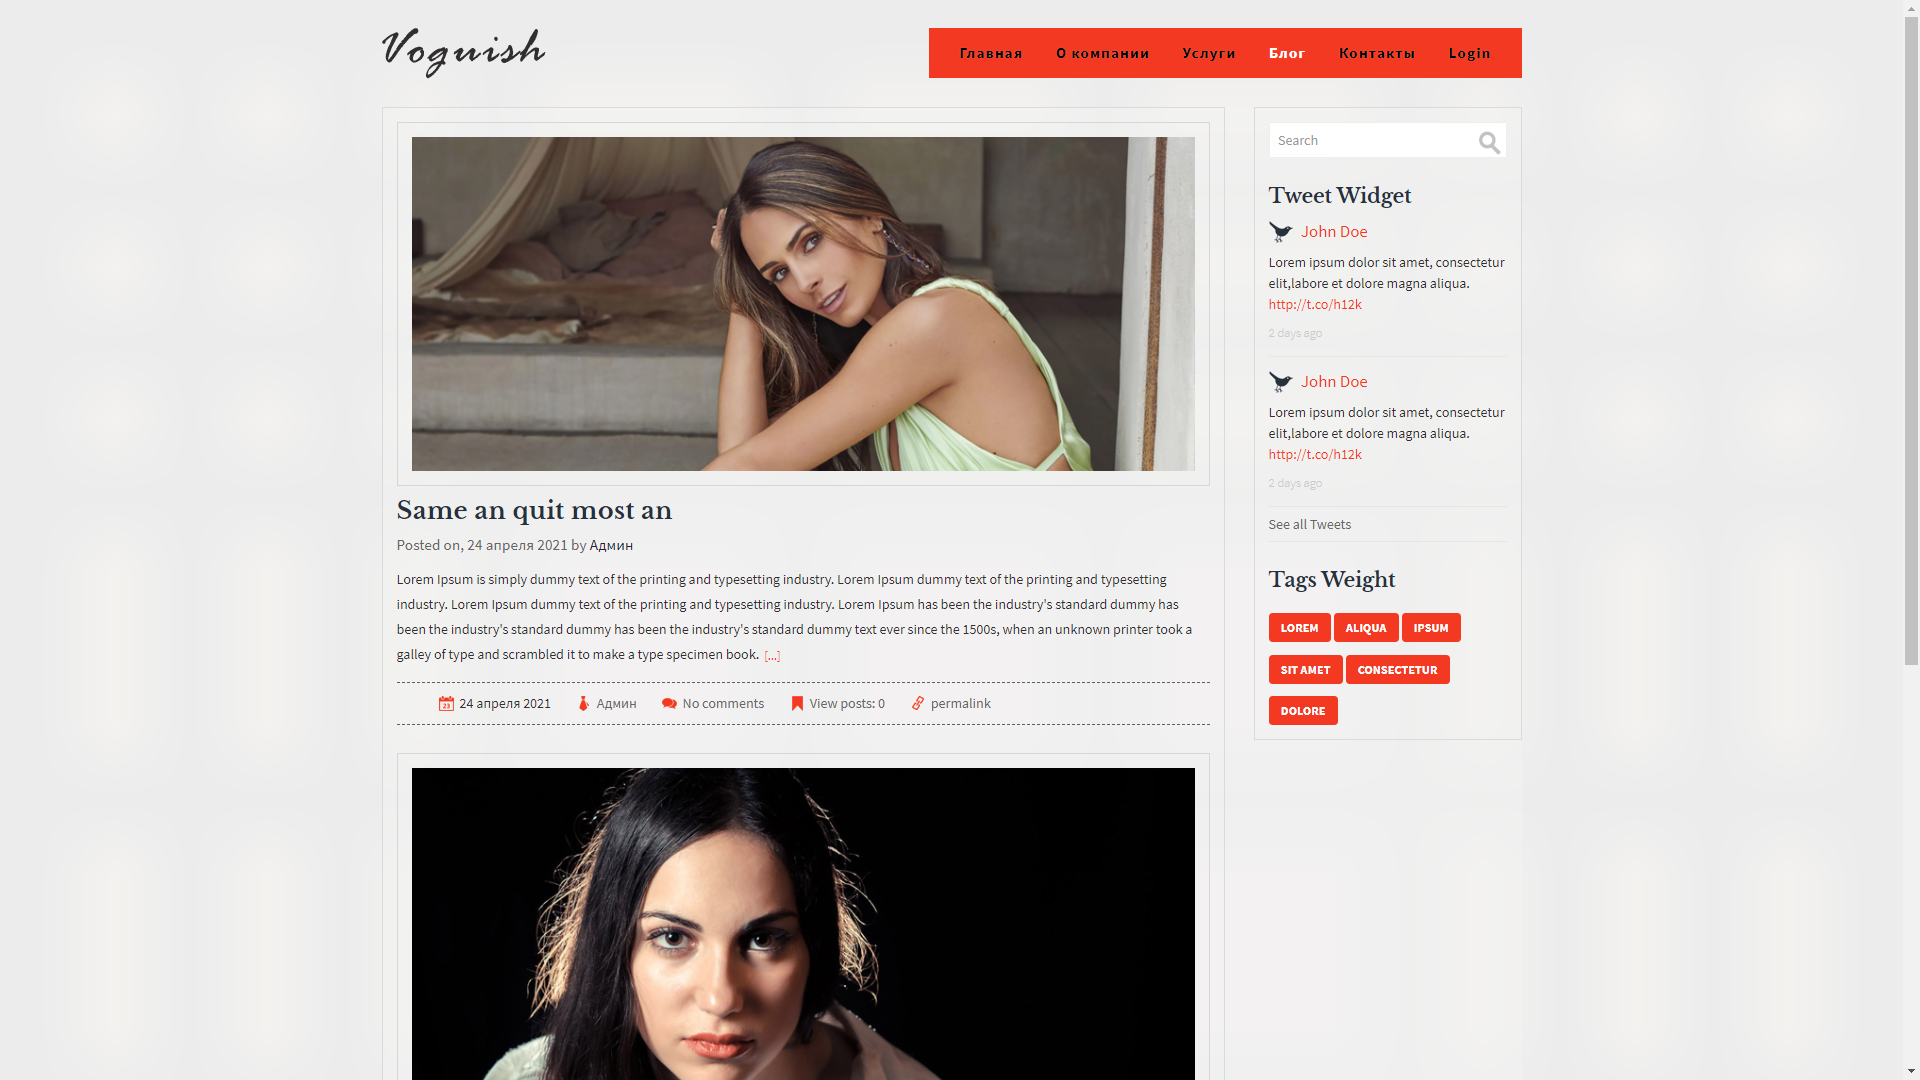 Voguish
Главная О компании Услуги Блог Контакты Login
Same an quit most an
Posted on, 24 апреля 2021 by Админ
Lorem Ipsum is simply dummy text of the printing and typesetting industry. Lorem Ipsum dummy text of the printing and typesetting
industry. Lorem Ipsum dummy text of the printing and typesetting industry. Lorem Ipsum has been the industry's standard dummy has
been the industry's standard dummy has been the industry's standard dummy text ever since the 1500s, when an unknown printer took a
galley of type and scrambled it to make a type specimen book. [...]
23
24 апреля 2021 Админ No comments View posts: 0 permalink
Search
Tweet Widget
John Doe
Lorem ipsum dolor sit amet, consectetur
elit,labore et dolore magna aliqua.
http://t.co/h12k
2 days ago
John Doe
Lorem ipsum dolor sit amet, consectetur
elit,labore et dolore magna aliqua.
http://t.co/h12k
2 days ago
See all Tweets
Tags Weight
LOREM ALIQUA IPSUM
SIT AMET CONSECTETUR
DOLORE